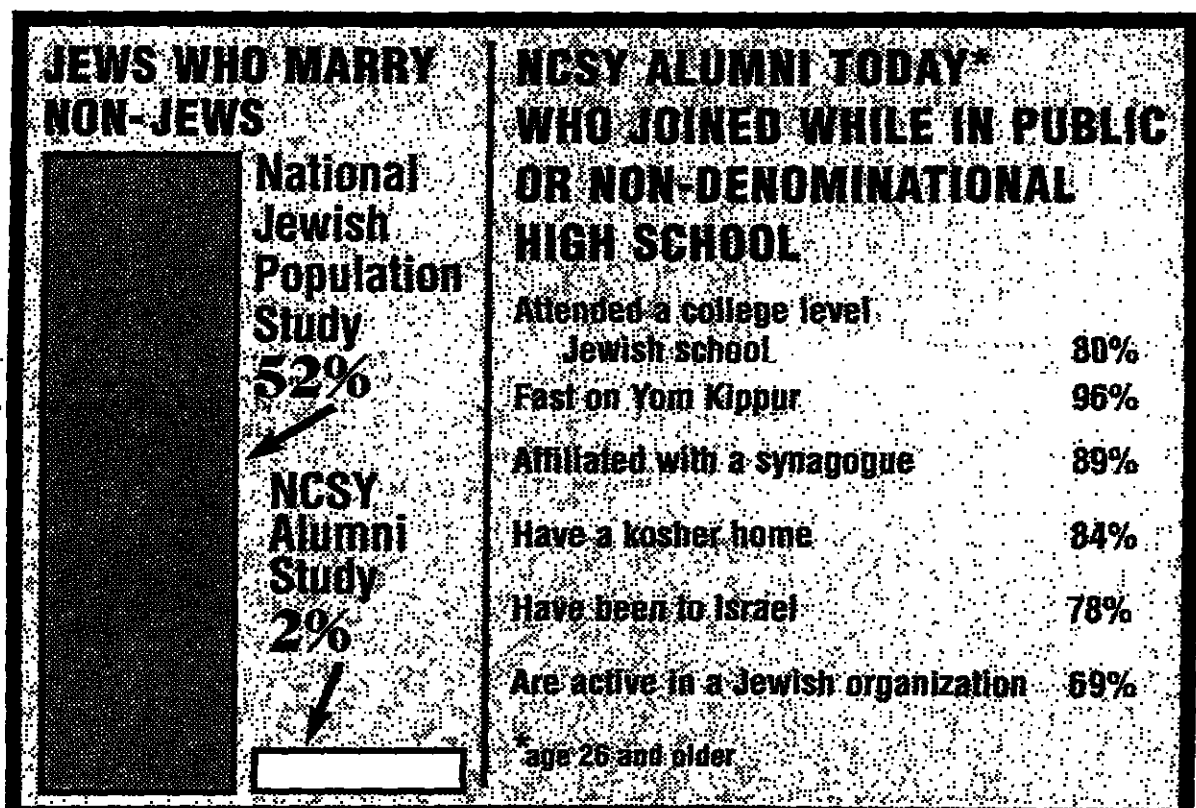 JEWS WHO MARRY
NON-JEWS
National
Jewish
Population
Study
52%
NCSY
Alumni
Study
2%
NCSY ALUMNI TODAY*
WHO JOINED WHILE IN PUBLIC
OR NON-DENOMINATIONAL
HIGH SCHOOL
Attended a college level
Jewish school 80%
Fast on Yom Kippur 96%
Affiliated with a synagogue 89%
Have a kosher home 84%
Have been to Israel 78%
Are active in a Jewish organization 69%
*age 26 and older